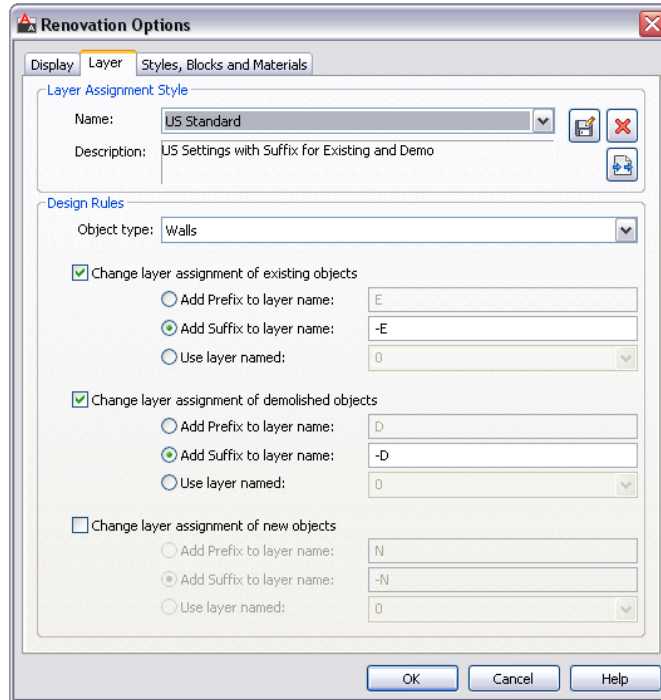 Renovation Options
Display Layer Styles, Blocks and Materials
Layer Assignment Style
Name: US Standard
Description: US Settings with Suffix for Existing and Demo
Design Rules
Object type: Walls
Change layer assignment of existing objects
Add Prefix to layer name: E
Add Suffix to layer name: -E
Use layer named: 0
Change layer assignment of demolished objects
Add Prefix to layer name: D
Add Suffix to layer name: -D
Use layer named: 0
Change layer assignment of new objects
Add Prefix to layer name: N
Add Suffix to layer name: -N
Use layer named: 0
OK Cancel Help